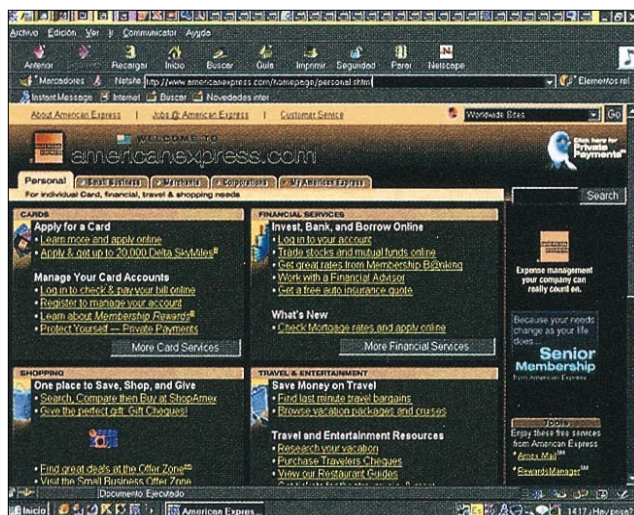 Archivo Edición Ver Ir Communicator Ayuda
Anterior Recargar Inicio Buscar Guía Imprimir Seguridad Parar Netscape
Marcadores Netsite http://www.americanexpress.com/homepage/personal.shtml Elementos rel
Instant Message Internet Buscar Novedades inter
About American Express Jobs @ American Express Customer Service Worldwide Sites Go
WELCOME TO
americanexpress.com
Click here for
Private
Payments
Personal Small Business Merchants Corporations My American Express
For individual Card, financial, travel & shopping needs
Search
CARDS
Apply for a Card
• Learn more and apply online
• Apply & get up to 20,000 Delta SkyMiles
Manage Your Card Accounts
• Log in to check & pay your bill online
• Register to manage your account
• Learn about Membership Rewards
• Protect Yourself — Private Payments
More Card Services
FINANCIAL SERVICES
Invest, Bank, and Borrow Online
• Log in to your account
• Trade stocks and mutual funds online
• Get great rates from Membership B@nking
• Work with a Financial Advisor
• Get a free auto insurance quote
What's New
• Check Mortgage rates and apply online
More Financial Services
Expense management
your company can
really count on.
Because your needs
change as your life
does...
Senior
Membership
from American Express
SHOPPING
One place to Save, Shop, and Give
• Search, Compare then Buy at ShopAmex
• Give the perfect gift: Gift Cheques!
• Find great deals at the Offer Zone
• Visit the Small Business Offer Zone
TRAVEL & ENTERTAINMENT
Save Money on Travel
• Find last minute travel bargains
• Browse vacation packages and cruises
Travel and Entertainment Resources
• Research your vacation
• Purchase Travelers Cheques
• View our Restaurant Guides
Tools
Enjoy these free services
from American Express
• Amex Mail SM
• RewardsManager SM
Documento Ejecutado
Inicio American Expres... 1417 ¿Hay prisa?